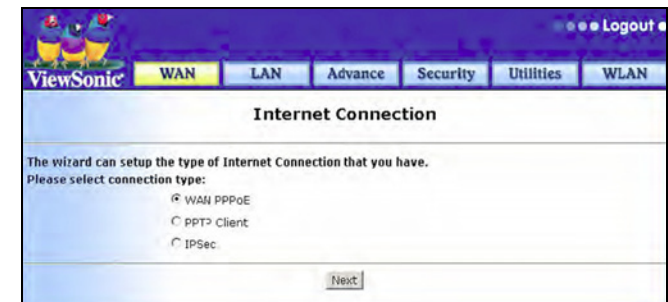 Logout
ViewSonic WAN LAN Advance Security Utilities WLAN
Internet Connection
The wizard can setup the type of Internet Connection that you have.
Please select connection type:
WAN PPPoE
PPTP Client
IPSec
Next